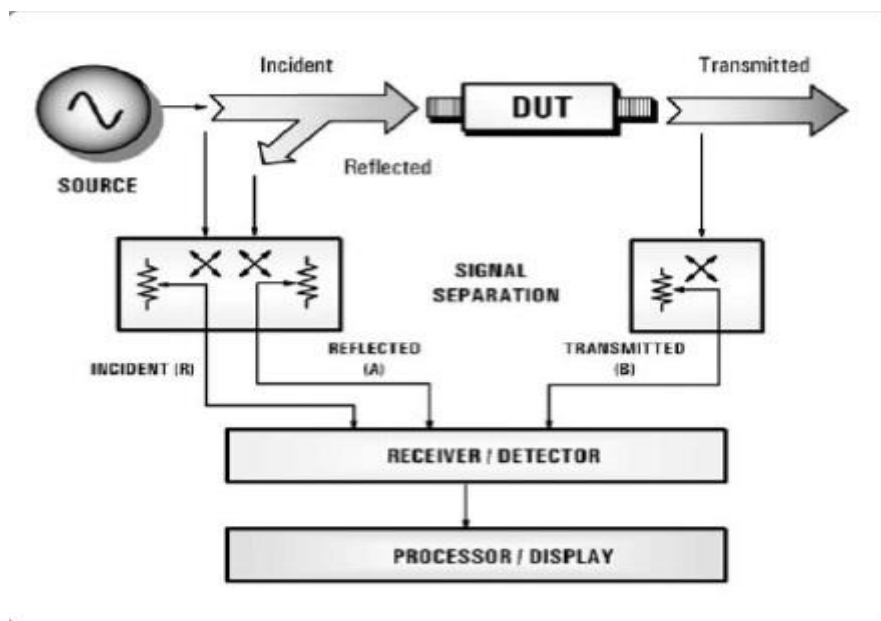 Incident
Transmitted
DUT
Reflected
SOURCE
SIGNAL
SEPARATION
INCIDENT (R)
REFLECTED
(A)
TRANSMITTED
(B)
RECEIVER / DETECTOR
PROCESSOR / DISPLAY